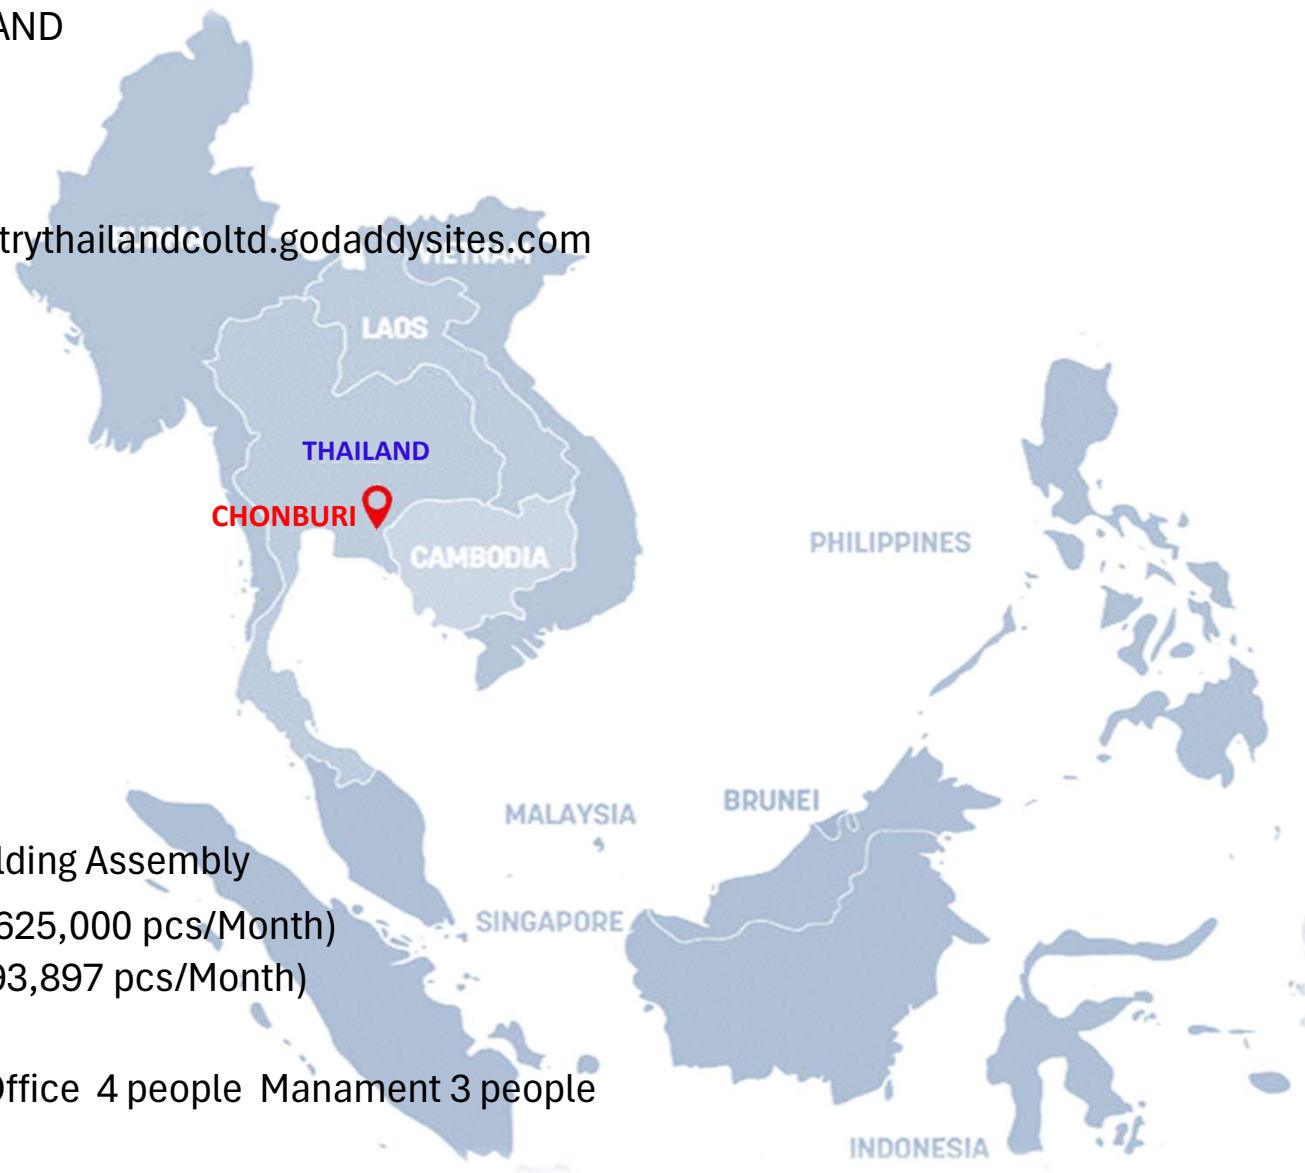 AND
trythailandcoltd.godaddysites.com
VIETNAM
LAOS
THAILAND
CHONBURI
CAMBODIA
PHILIPPINES
BRUNEI
MALAYSIA
lding Assembly
SINGAPORE
625,000 pcs/Month)
93,897 pcs/Month)
Office 4 people Manament 3 people
INDONESIA